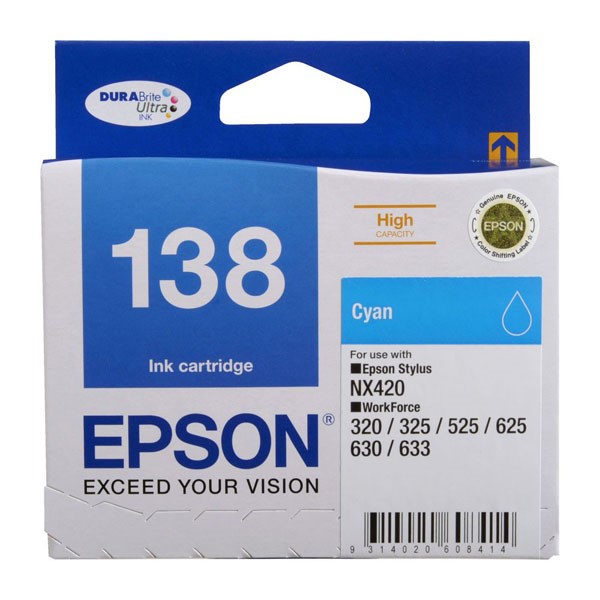 DURABrite
Ultra
INK
138
Ink cartridge
EPSON®
EXCEED YOUR VISION
High
CAPACITY
Genuine EPSON
EPSON
Color Shifting Label
Cyan
For use with
■Epson Stylus
NX420
■WorkForce
320 / 325 / 525 / 625
630 / 633
9 314020 608414